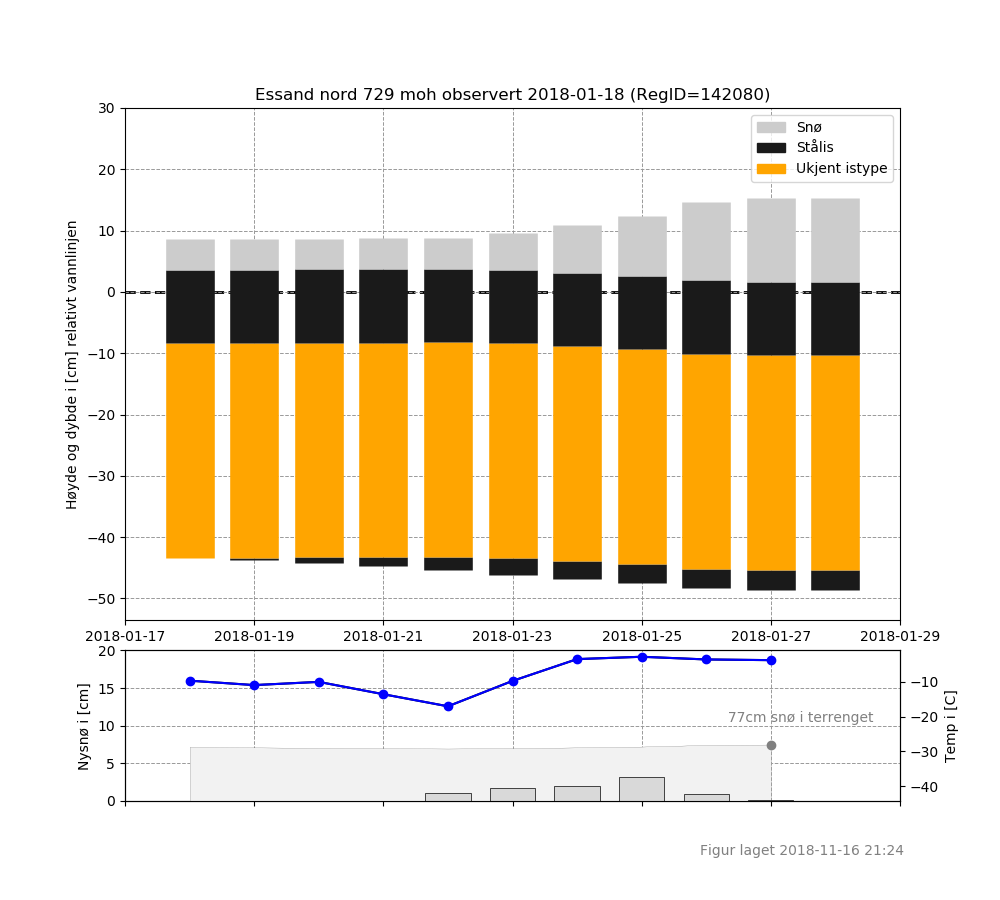 Essand nord 729 moh observert 2018-01-18 (RegID=142080)
Høyde og dybde i [cm] relativt vannlinjen
30
20
10
0
−10
−20
−30
−40
−50
Snø
Stålis
Ukjent istype
2018-01-17 2018-01-19 2018-01-21 2018-01-23 2018-01-25 2018-01-27 2018-01-29
Nysnø i [cm]
20
15
10
5
0
77cm snø i terrenget
−10
−20
−30
−40
Temp i [C]
Figur laget 2018-11-16 21:24